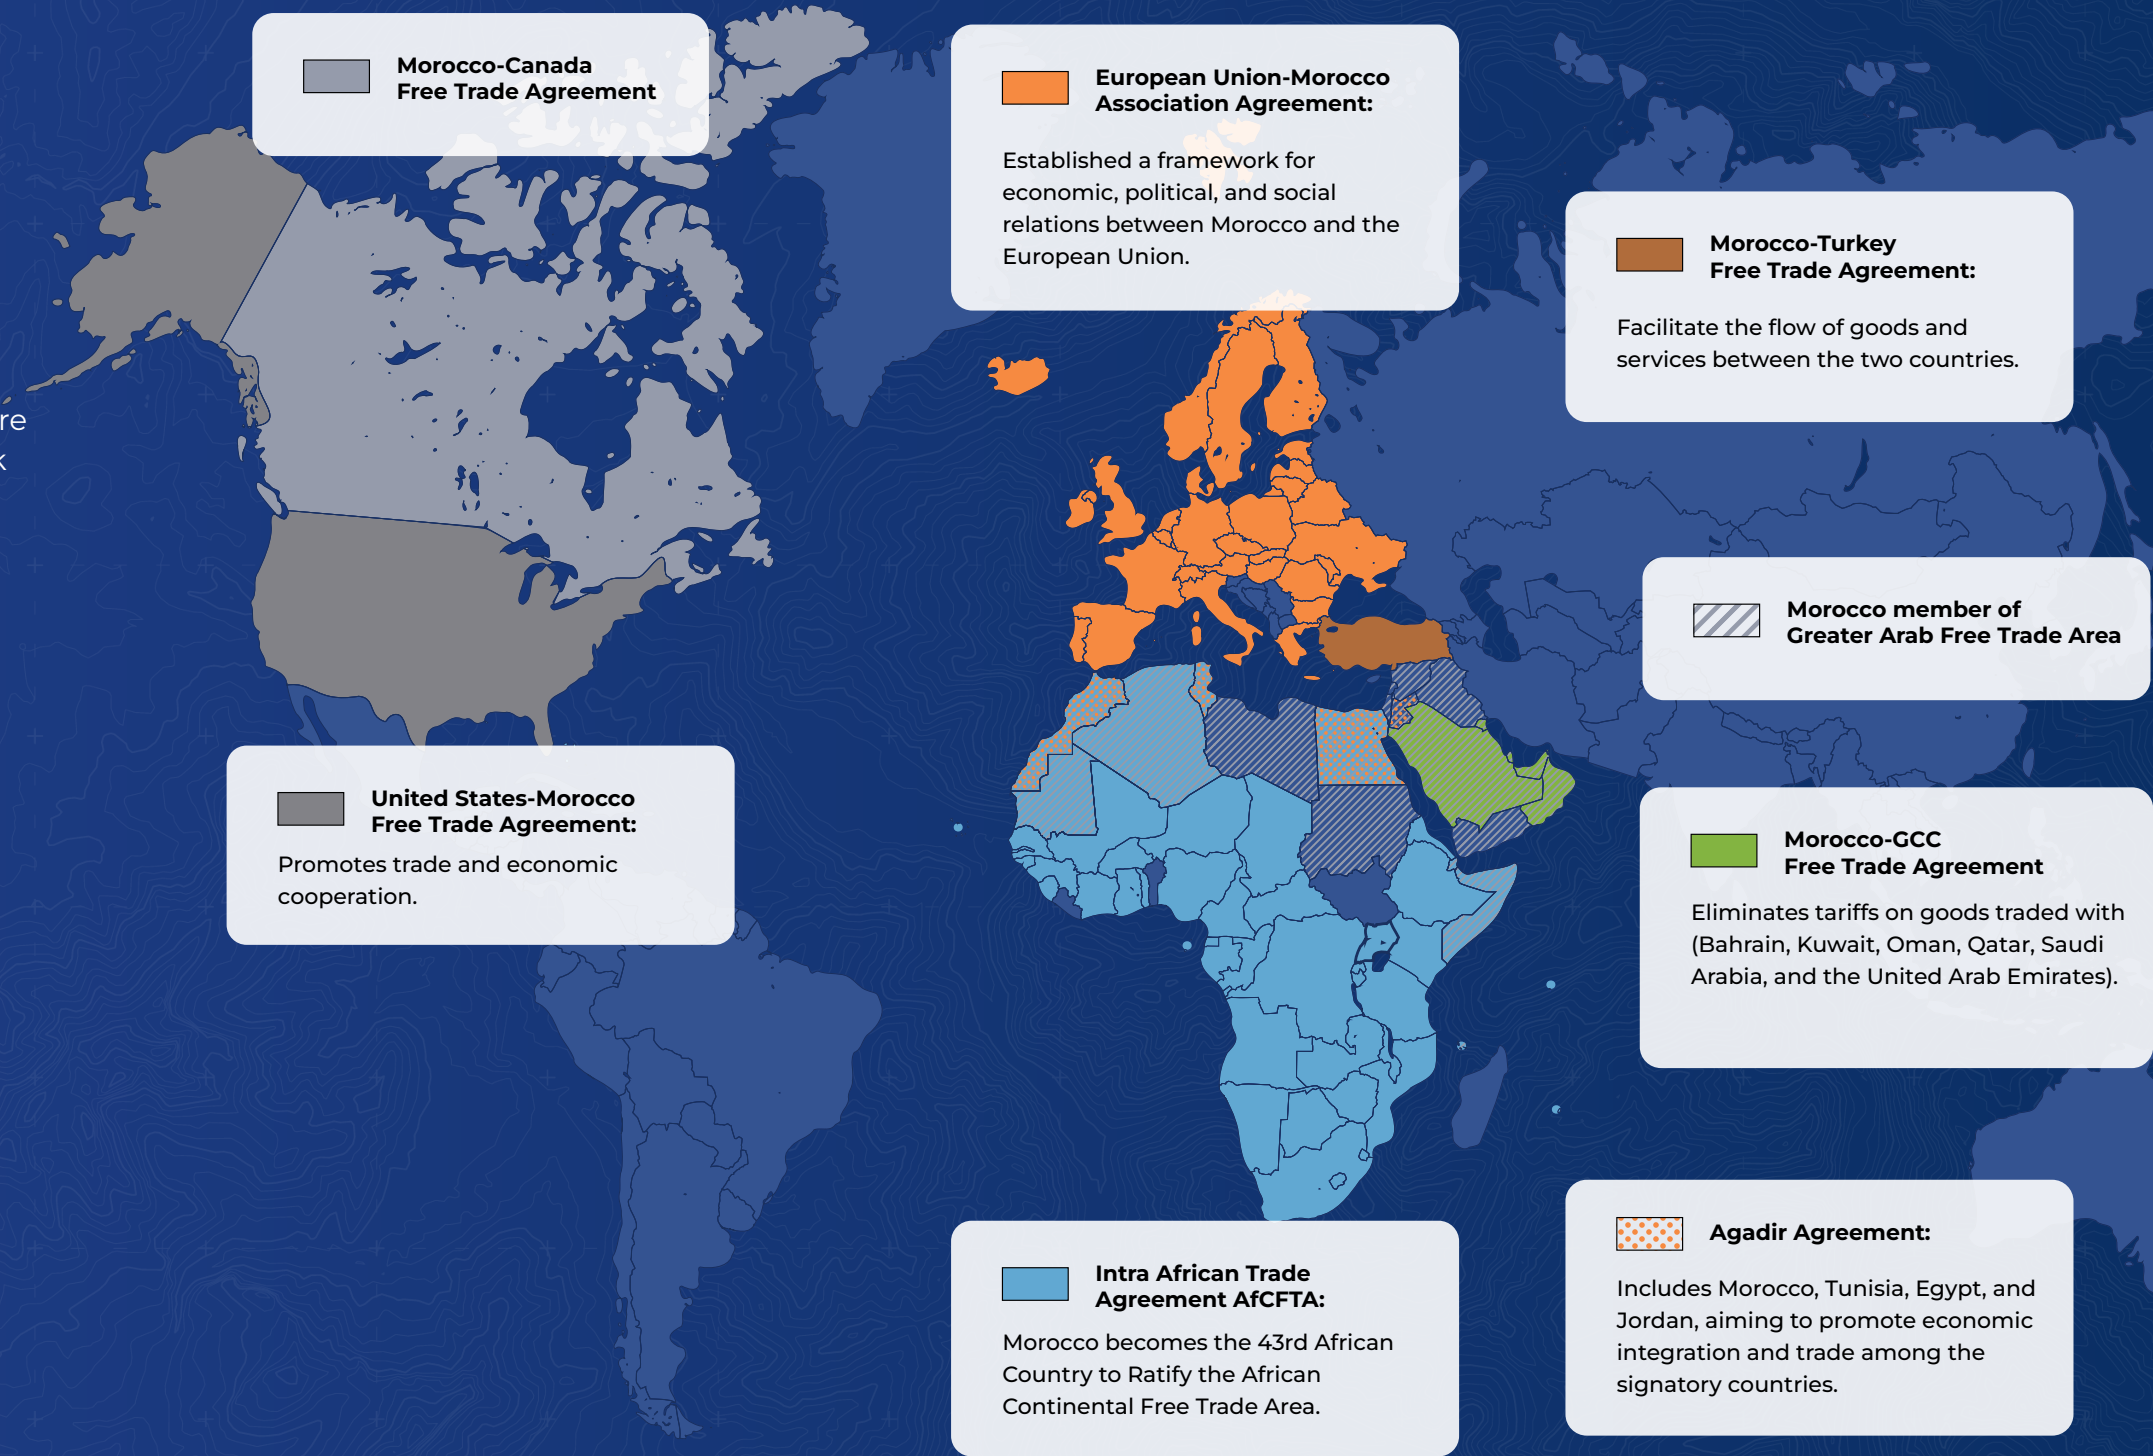 Morocco-Canada
Free Trade Agreement
European Union-Morocco
Association Agreement:
Established a framework for
economic, political, and social
relations between Morocco and the
European Union.
Morocco-Turkey
Free Trade Agreement:
Facilitate the flow of goods and
services between the two countries.
re
k
Morocco member of
Greater Arab Free Trade Area
United States-Morocco
Free Trade Agreement:
Promotes trade and economic
cooperation.
Morocco-GCC
Free Trade Agreement
Eliminates tariffs on goods traded with
(Bahrain, Kuwait, Oman, Qatar, Saudi
Arabia, and the United Arab Emirates).
Intra African Trade
Agreement AfCFTA:
Morocco becomes the 43rd African
Country to Ratify the African
Continental Free Trade Area.
Agadir Agreement:
Includes Morocco, Tunisia, Egypt, and
Jordan, aiming to promote economic
integration and trade among the
signatory countries.